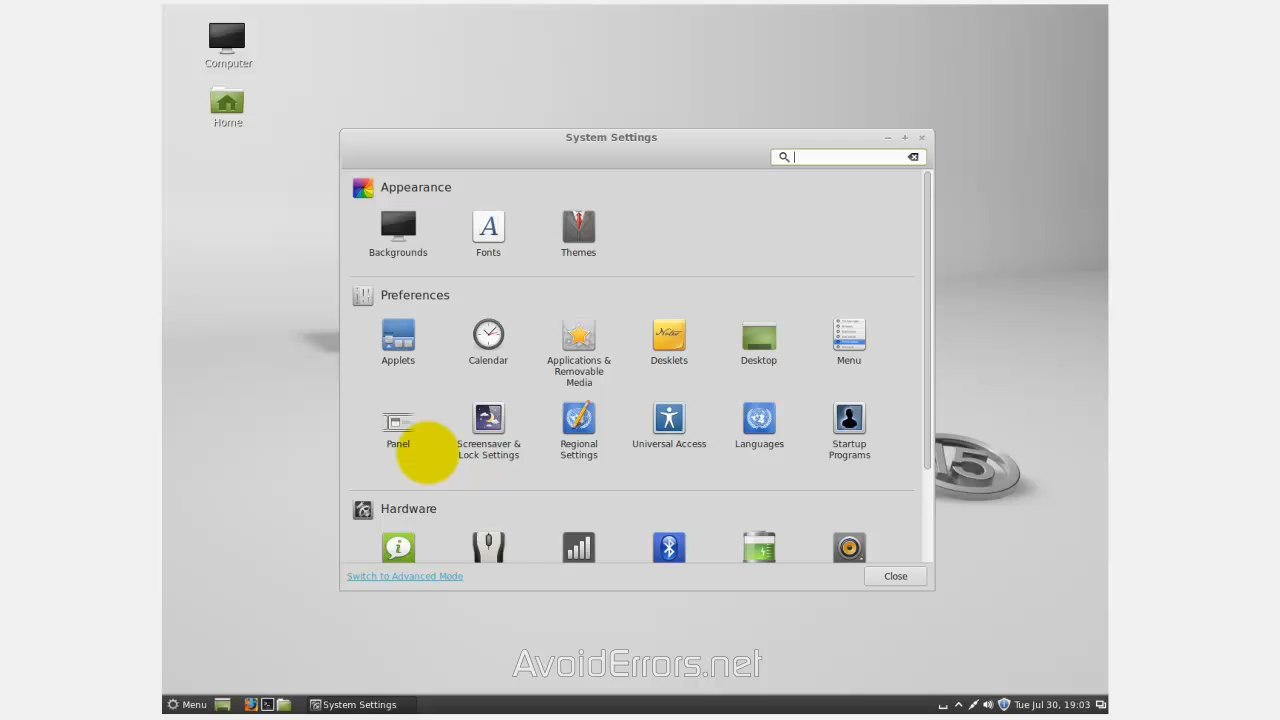 Computer
Home
System Settings
Appearance
Backgrounds
Fonts
Themes
Preferences
Applets
Calendar
Applications &
Removable
Media
Desklets
Desktop
Menu
Panel
Screensaver &
Lock Settings
Regional
Settings
Universal Access
Languages
Startup
Programs
Hardware
Switch to Advanced Mode
Close
AvoidErrors.net
Menu
System Settings
Tue Jul 30, 19:03